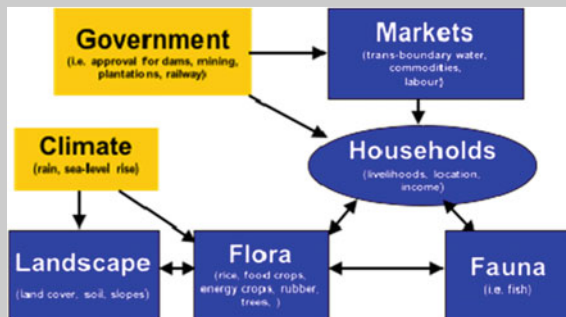 Government
(i.e. approval for dams, mining,
plantations, railway)
Markets
(trans-boundary water,
commodities,
labour)
Climate
(rain, sea-level rise)
Households
(livelihoods, location,
income)
Landscape
(land cover, soil, slopes)
Flora
(rice, food crops,
energy crops, rubber,
trees, )
Fauna
(i.e. fish)